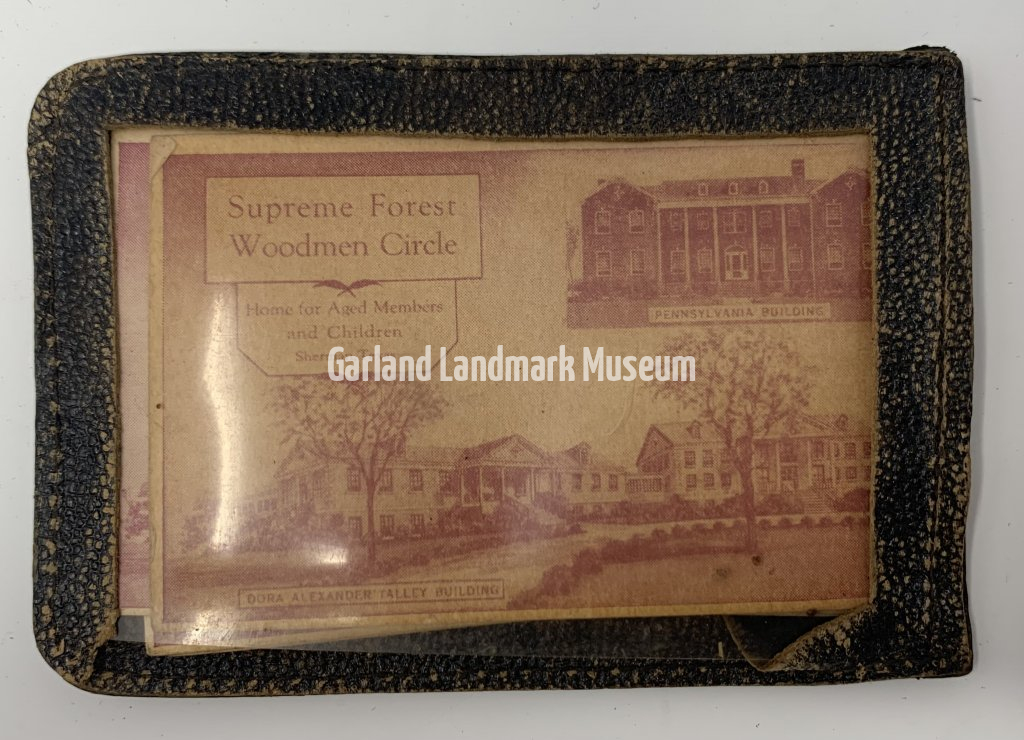 Supreme Forest
Woodmen Circle
PENNSYLVANIA BUILDING
Home for Aged Members
and Children
Garland Landmark Museum
DORA ALEXANDER TALLEY BUILDING